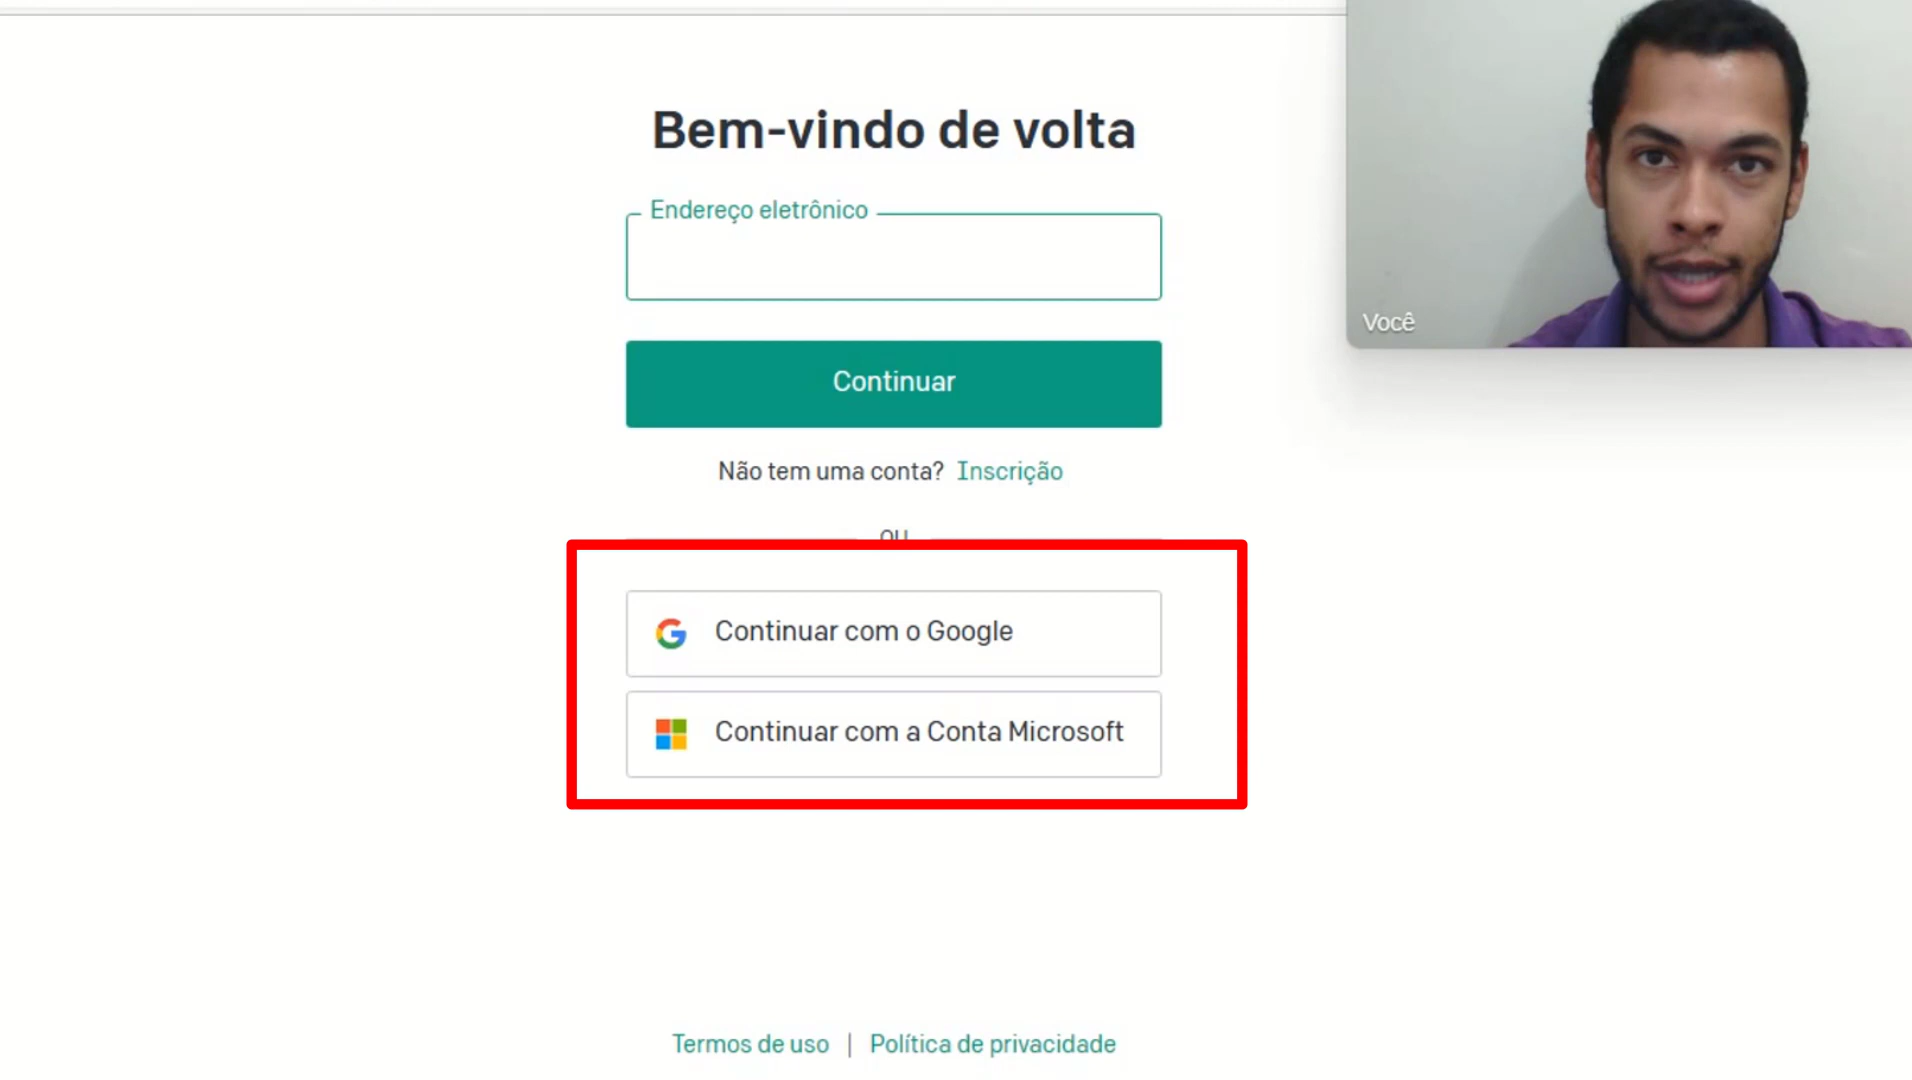 Bem-vindo de volta
Endereço eletrônico
Continuar
Não tem uma conta? Inscrição
OU
Continuar com o Google
Continuar com a Conta Microsoft
Termos de uso | Política de privacidade
Você